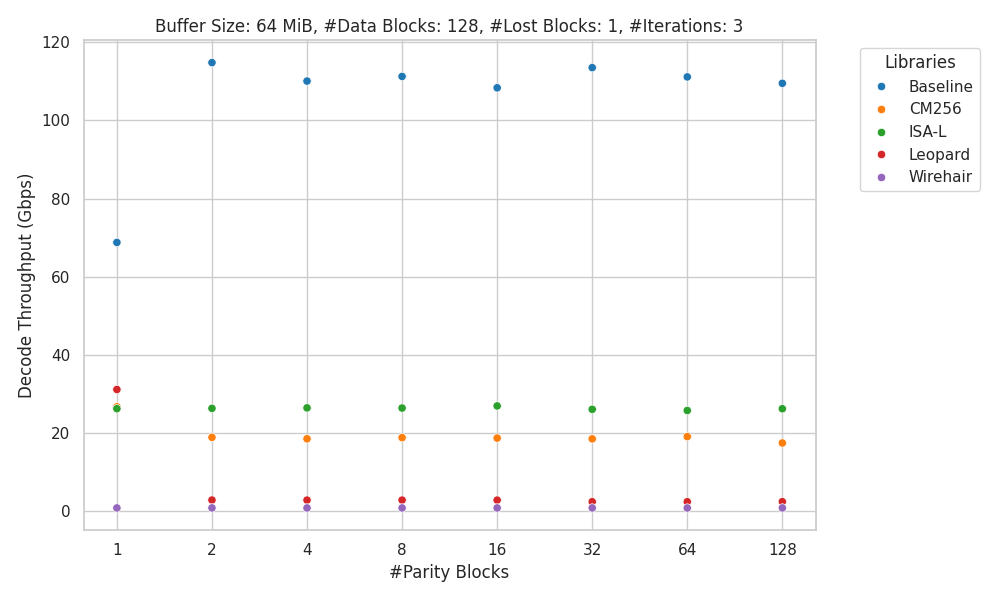 Buffer Size: 64 MiB, #Data Blocks: 128, #Lost Blocks: 1, #Iterations: 3
Decode Throughput (Gbps)
120
100
80
60
40
20
0
1 2 4 8 16 32 64 128
#Parity Blocks
Libraries
Baseline
CM256
ISA-L
Leopard
Wirehair